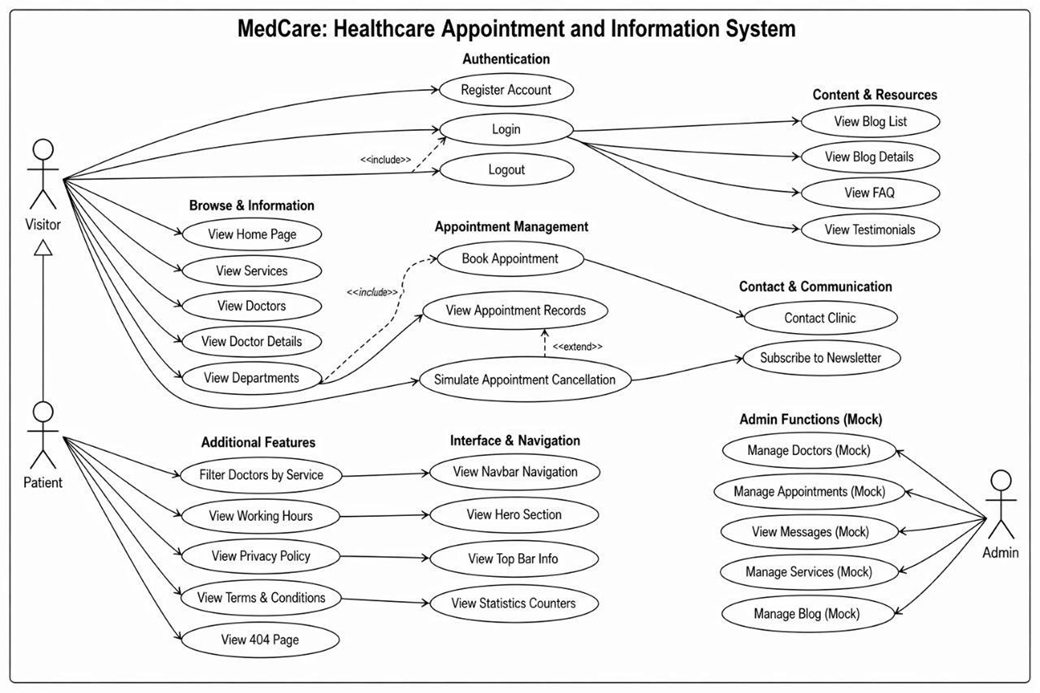 MedCare: Healthcare Appointment and Information System
Authentication
Register Account
Login
<<include>>
Logout
Content & Resources
View Blog List
View Blog Details
View FAQ
View Testimonials
Visitor
Browse & Information
View Home Page
View Services
View Doctors
View Doctor Details
View Departments
Appointment Management
Book Appointment
<<include>>
View Appointment Records
<<extend>>
Simulate Appointment Cancellation
Contact & Communication
Contact Clinic
Subscribe to Newsletter
Patient
Additional Features
Filter Doctors by Service
View Working Hours
View Privacy Policy
View Terms & Conditions
View 404 Page
Interface & Navigation
View Navbar Navigation
View Hero Section
View Top Bar Info
View Statistics Counters
Admin Functions (Mock)
Manage Doctors (Mock)
Manage Appointments (Mock)
View Messages (Mock)
Manage Services (Mock)
Manage Blog (Mock)
Admin